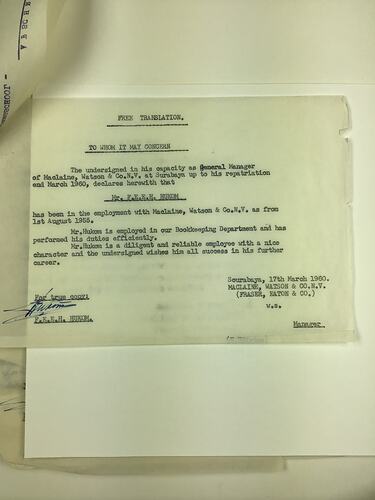 FREE TRANSLATION.
TO WHOM IT MAY CONCERN
The undersigned in his capacity as General Manager
of Maclaine, Watson & Co.N.V. at Surabaya up to his repatriation
end March 1960, declares herewith that
Mr. F.E.E.H. HUKOM.
has been in the employment with Maclaine, Watson & Co.N.V. as from
1st August 1955.
Mr.Hukom is employed in our Bookkeeping Department and has
performed his duties efficiently.
Mr.Hukom is a diligent and reliable employee with a nice
character and the undersigned wishes him all success in his further
career.
Sourabaya, 17th March 1960.
MACLAINE, WATSON & CO.N.V.
(FRASER, EATON & CO.)
w.s.
Manager
For true copy:
F.E.E.H. HUKOM.